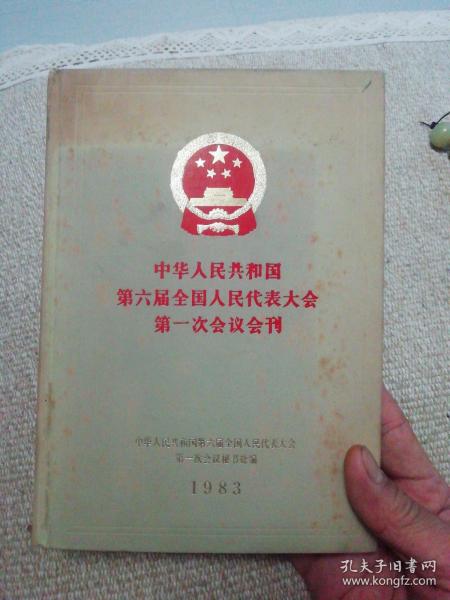 中华人民共和国
第六届全国人民代表大会
第一次会议会刊
中华人民共和国第六届全国人民代表大会
第一次会议秘书处编
1983
孔夫子旧书网
www.kongfz.com